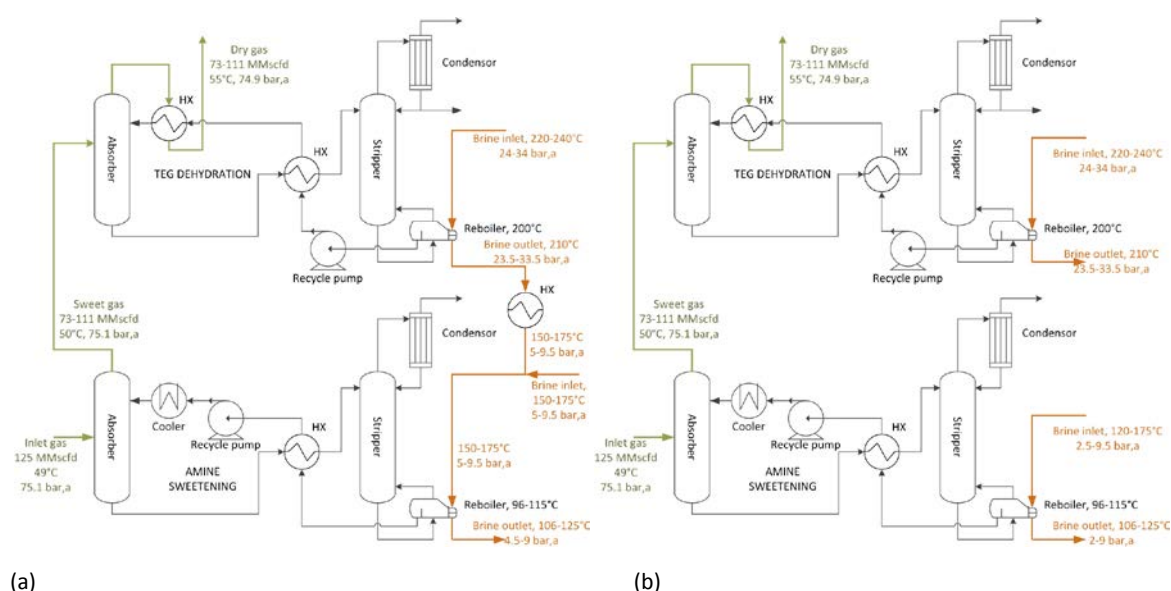 Dry gas
73-111 MMscfd
55°C, 74.9 bar,a
HX
Condensor
Absorber
TEG DEHYDRATION
HX
Stripper
Brine inlet, 220-240°C
24-34 bar,a
Reboiler, 200°C
Brine outlet, 210°C
23.5-33.5 bar,a
Recycle pump
HX
Sweet gas
73-111 MMscfd
50°C, 75.1 bar,a
Condensor
150-175°C
5-9.5 bar,a
Brine inlet,
150-175°C
5-9.5 bar,a
Absorber
Cooler
Recycle pump
HX
Stripper
Inlet gas
125 MMscfd
49°C
75.1 bar,a
AMINE
SWEETENING
150-175°C
5-9.5 bar,a
Reboiler, 96-115°C
Brine outlet, 106-125°C
4.5-9 bar,a
(a)
Dry gas
73-111 MMscfd
55°C, 74.9 bar,a
HX
Condensor
Absorber
TEG DEHYDRATION
HX
Stripper
Brine inlet, 220-240°C
24-34 bar,a
Reboiler, 200°C
Brine outlet, 210°C
23.5-33.5 bar,a
Recycle pump
Sweet gas
73-111 MMscfd
50°C, 75.1 bar,a
Condensor
Absorber
Cooler
Recycle pump
HX
Stripper
Brine inlet, 120-175°C
2.5-9.5 bar,a
Inlet gas
125 MMscfd
49°C
75.1 bar,a
AMINE
SWEETENING
Reboiler, 96-115°C
Brine outlet, 106-125°C
2-9 bar,a
(b)